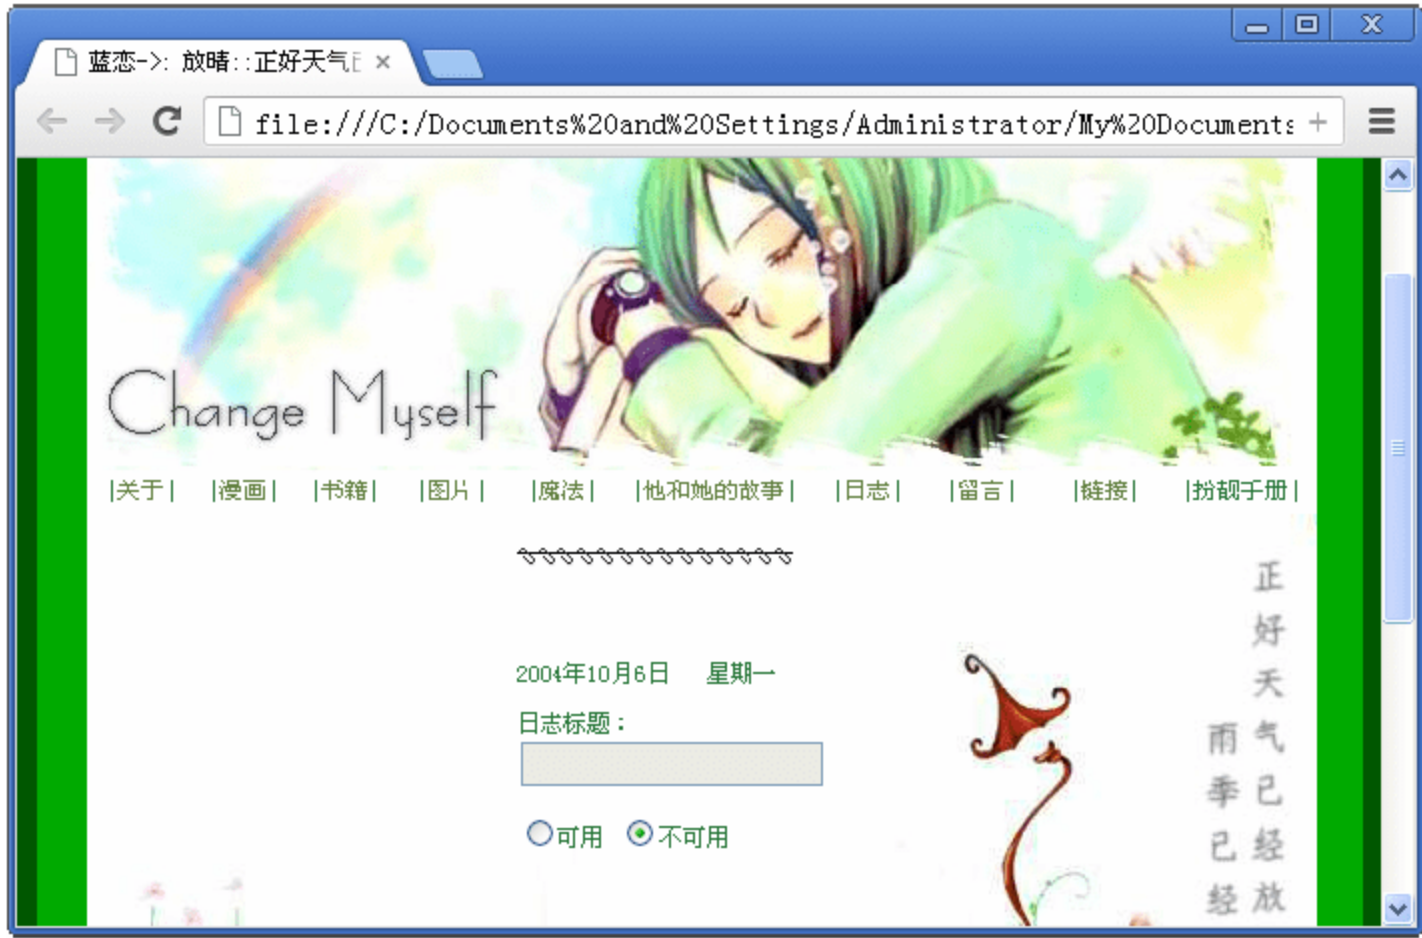 蓝恋->: 放晴::正好天气已
file:///C:/Documents%20and%20Settings/Administrator/My%20Documents
Change Myself
|关于| |漫画| |书籍| |图片| |魔法| |他和她的故事| |日志| |留言| |链接| |扮靓手册|
2004年10月6日 星期一
日志标题：
可用 不可用
正好天气已经放
雨季已经